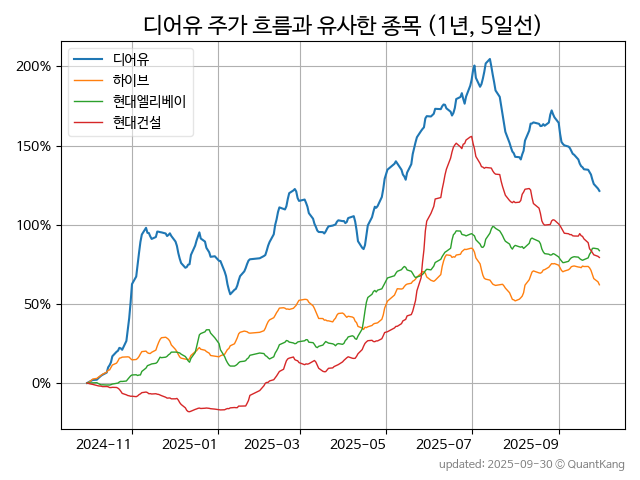 디어유 주가 흐름과 유사한 종목 (1년, 5일선)
디어유
하이브
현대엘리베이
현대건설
200%
150%
100%
50%
0%
2024-11
2025-01
2025-03
2025-05
2025-07
2025-09
updated: 2025-09-30 © QuantKang